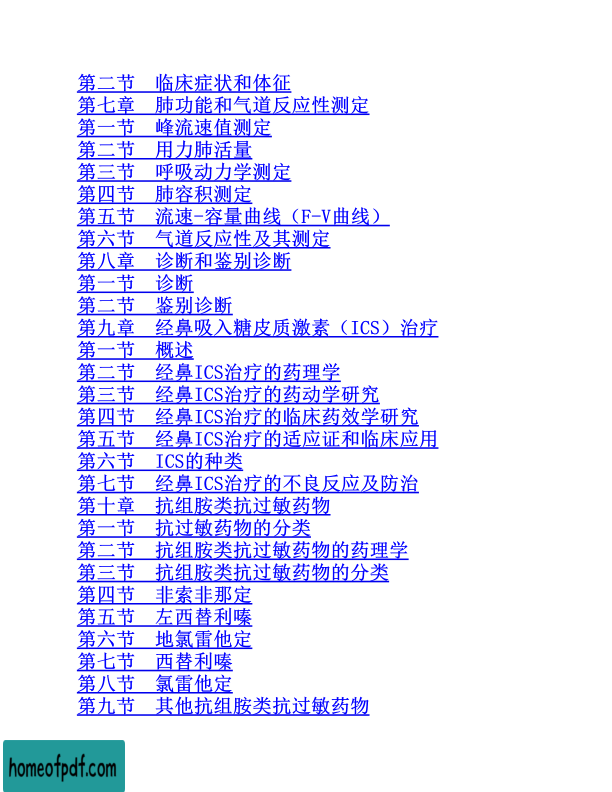 第二节 临床症状和体征
第七章 肺功能和气道反应性测定
第一节 峰流速值测定
第二节 用力肺活量
第三节 呼吸动力学测定
第四节 肺容积测定
第五节 流速-容量曲线（F-V曲线）
第六节 气道反应性及其测定
第八章 诊断和鉴别诊断
第一节 诊断
第二节 鉴别诊断
第九章 经鼻吸入糖皮质激素（ICS）治疗
第一节 概述
第二节 经鼻ICS治疗的药理学
第三节 经鼻ICS治疗的药动学研究
第四节 经鼻ICS治疗的临床药效学研究
第五节 经鼻ICS治疗的适应证和临床应用
第六节 ICS的种类
第七节 经鼻ICS治疗的不良反应及防治
第十章 抗组胺类抗过敏药物
第一节 抗过敏药物的分类
第二节 抗组胺类抗过敏药物的药理学
第三节 抗组胺类抗过敏药物的分类
第四节 非索非那定
第五节 左西替利嗪
第六节 地氯雷他定
第七节 西替利嗪
第八节 氯雷他定
第九节 其他抗组胺类抗过敏药物
homeofpdf.com